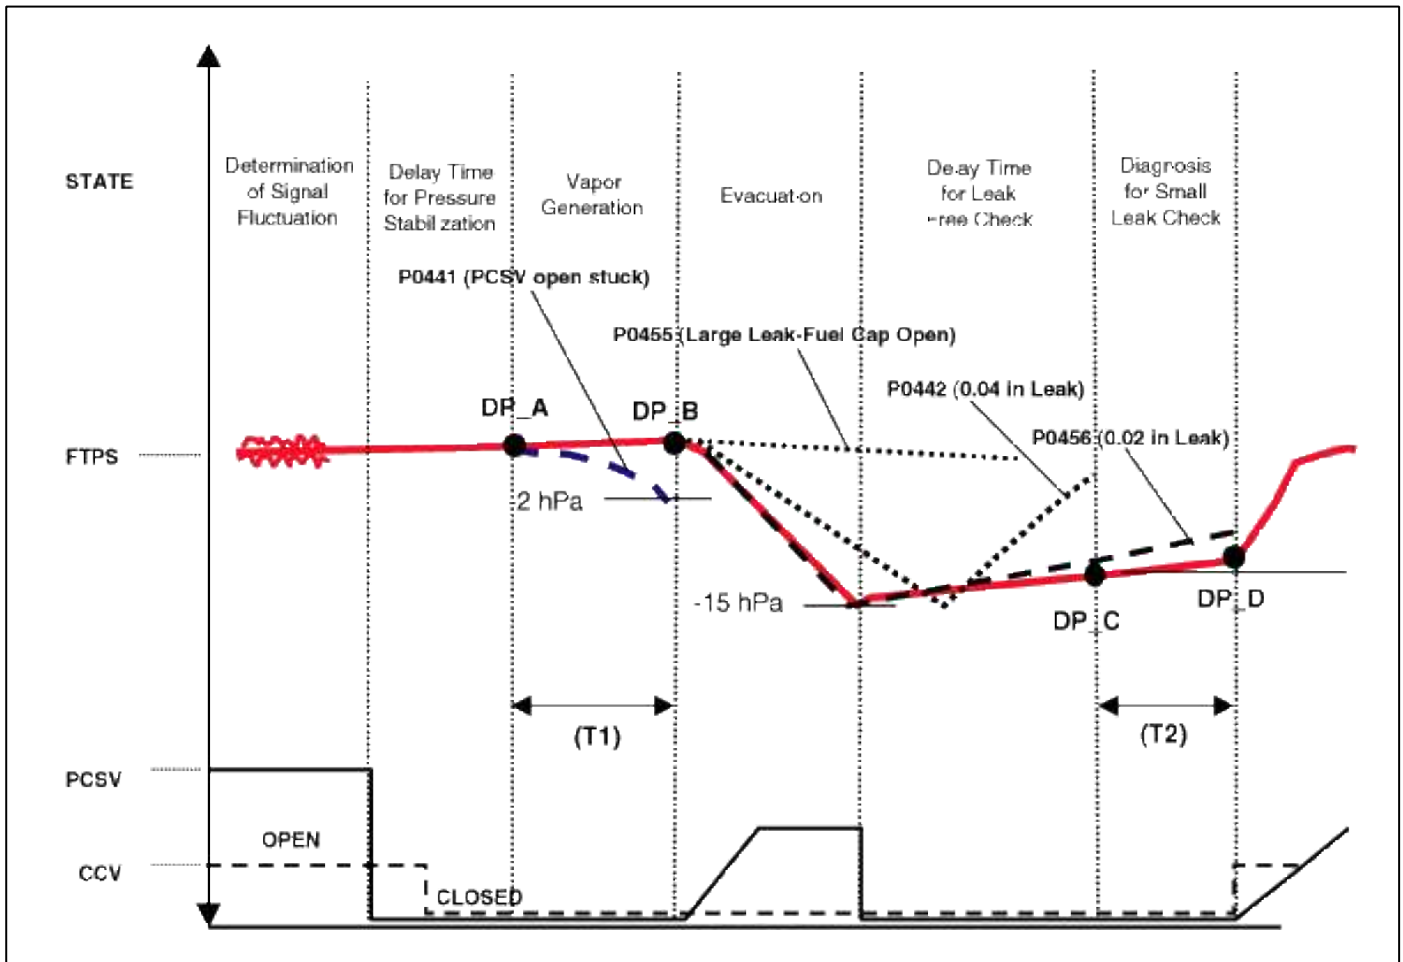 STATE
Determination
of Signal
Fluctuation
Delay Time
for Pressure
Stabilization
Vapor
Generation
Evacuation
Delay Time
for Leak
Free Check
Diagnosis
for Small
Leak Check
P0441 (PCSV open stuck)
P0455 (Large Leak-Fuel Cap Open)
P0442 (0.04 in Leak)
P0456 (0.02 in Leak)
DP_A
DP_B
FTPS
2 hPa
-15 hPa
DP_C
DP_D
(T1)
(T2)
PCSV
OPEN
CCV
CLOSED